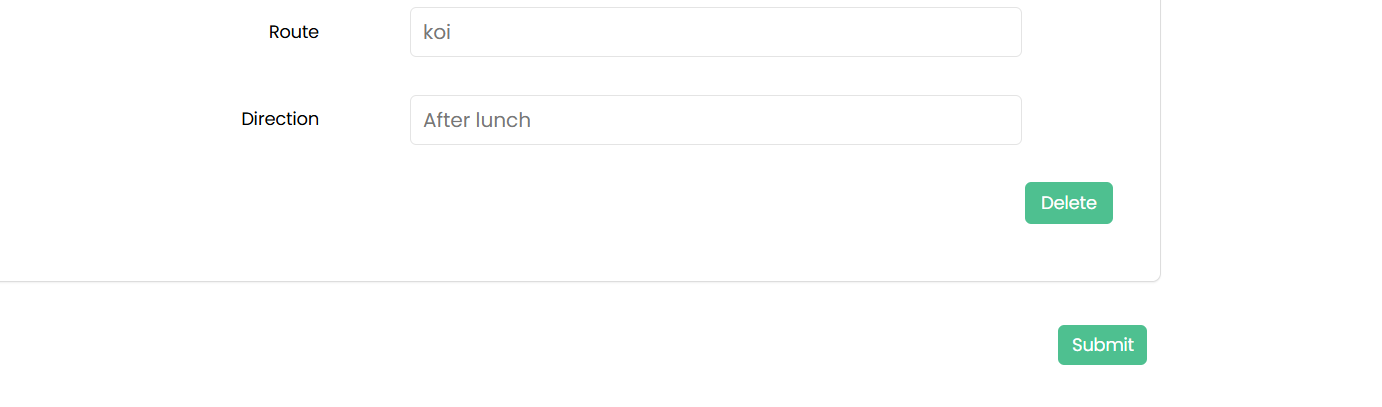 Route
koi
Direction
After lunch
Delete
Submit